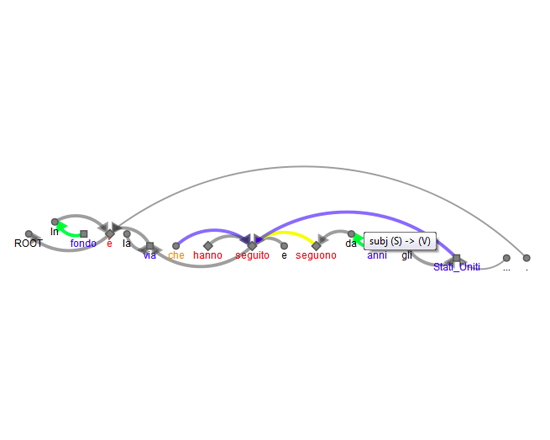 ROOT In fondo è la via che hanno seguito e seguono da anni gli Stati_Uniti ... .
subj (S) -> (V)